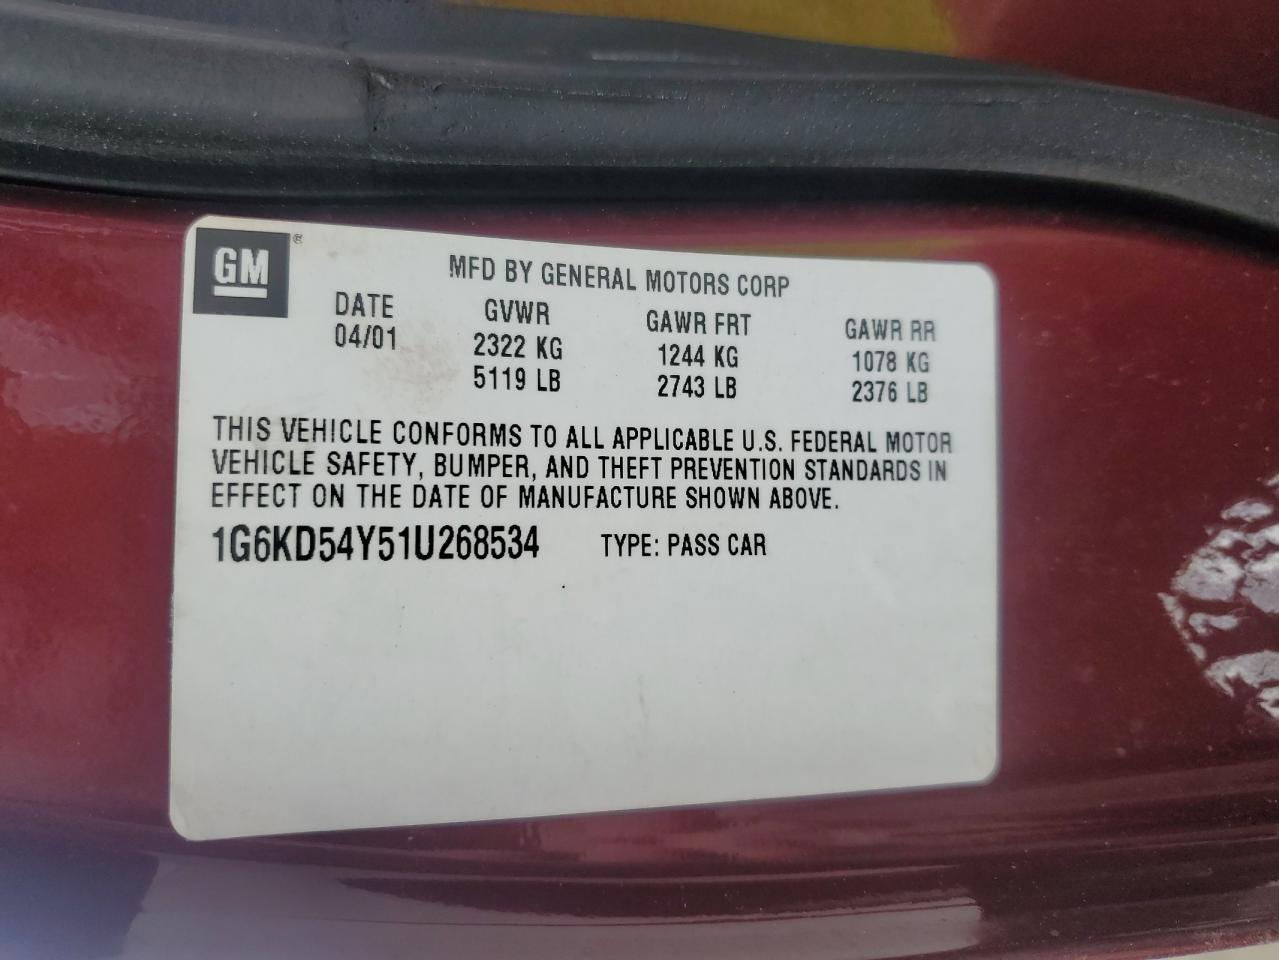 GM®
MFD BY GENERAL MOTORS CORP
DATE GVWR GAWR FRT GAWR RR
04/01 2322 KG 1244 KG 1078 KG
5119 LB 2743 LB 2376 LB
THIS VEHICLE CONFORMS TO ALL APPLICABLE U.S. FEDERAL MOTOR
VEHICLE SAFETY, BUMPER, AND THEFT PREVENTION STANDARDS IN
EFFECT ON THE DATE OF MANUFACTURE SHOWN ABOVE.
1G6KD54Y51U268534 TYPE: PASS CAR